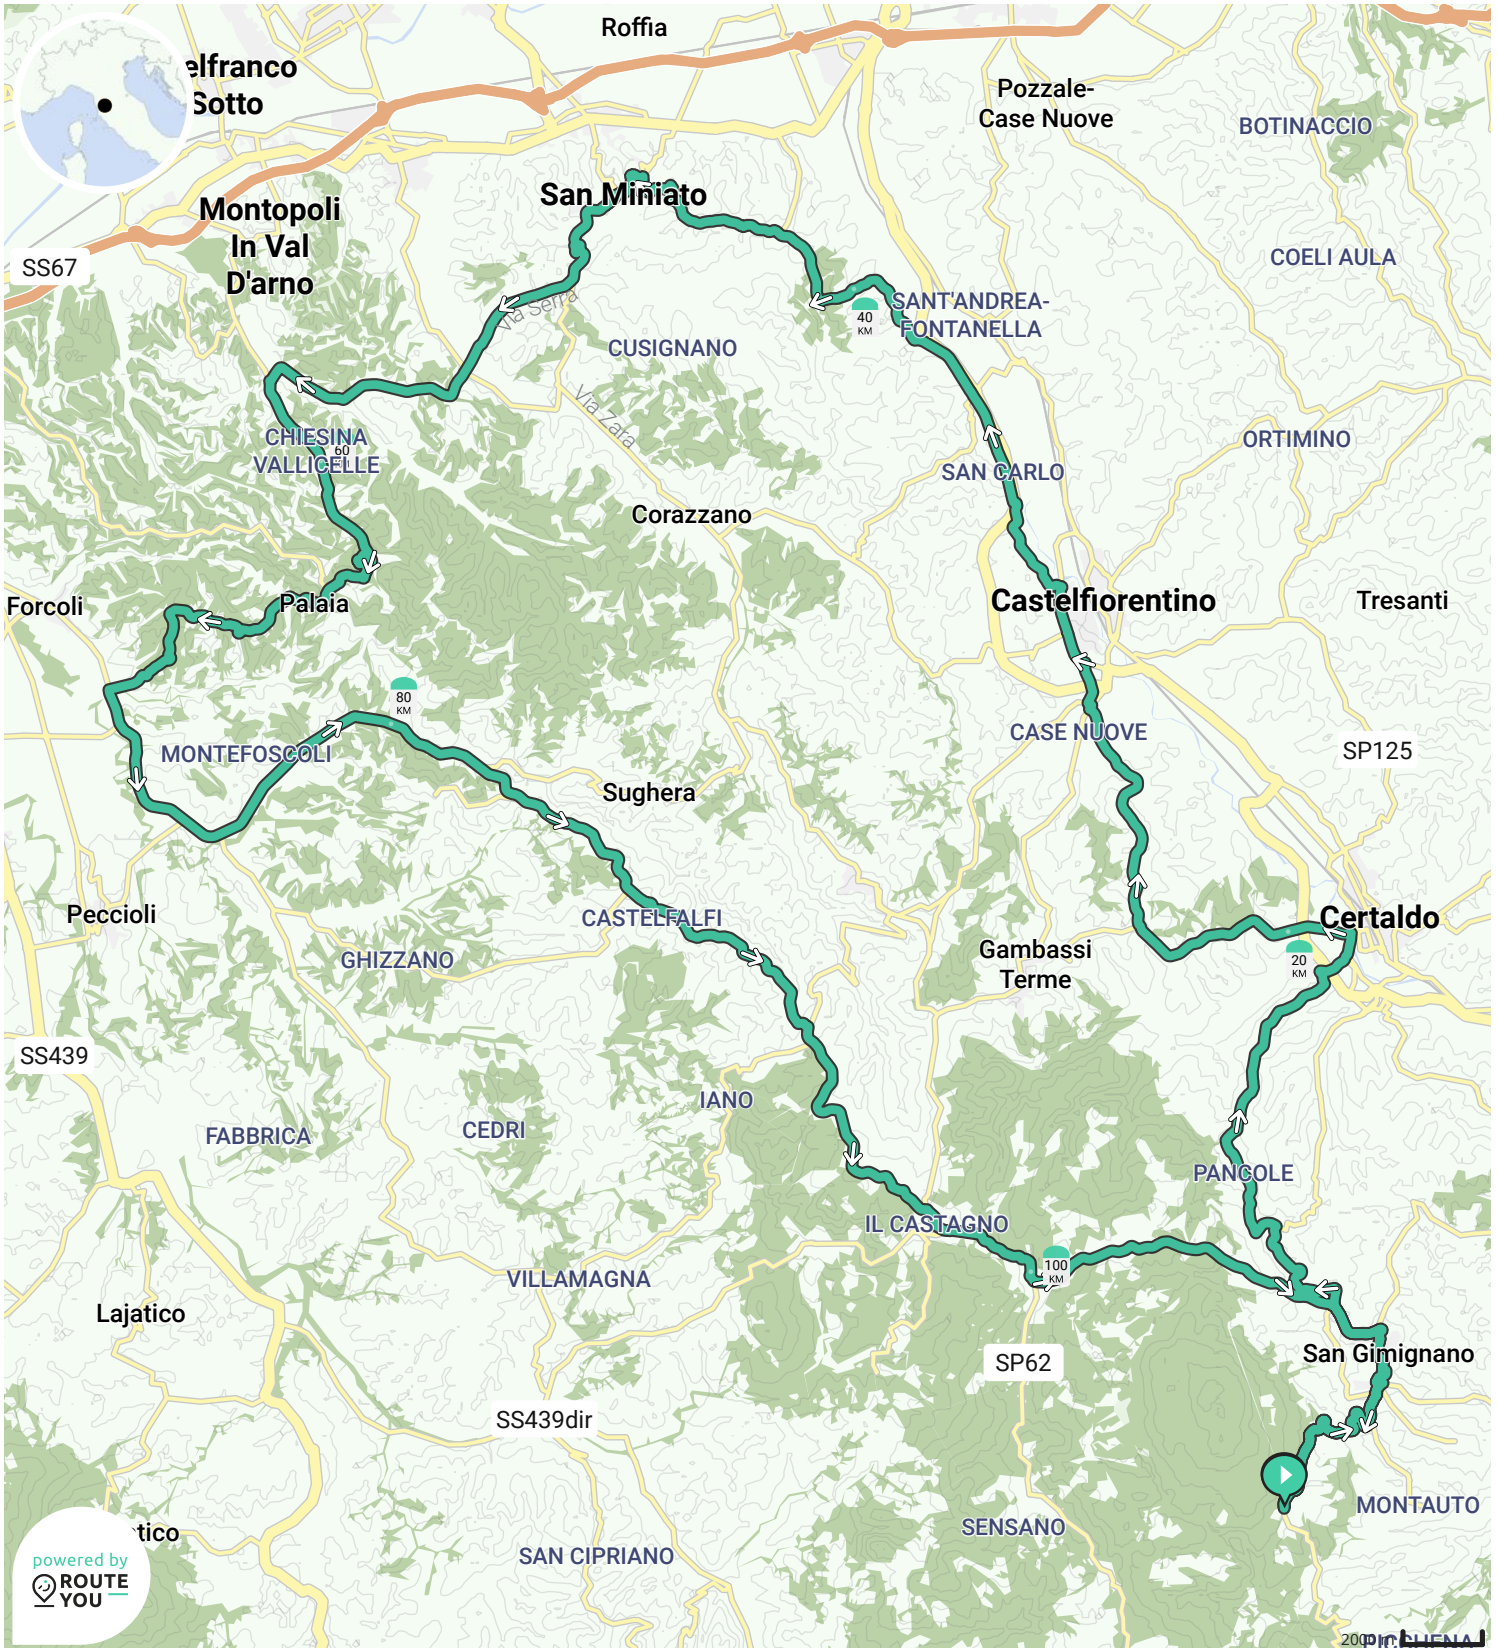 Roffia
elfranco
Sotto
Pozzale-
Case Nuove
BOTINACCIO
San Miniato
Montopoli
In Val
D'arno
SS67
COELI AULA
SANT'ANDREA-
FONTANELLA
40
KM
Via Serra
CUSIGNANO
Via Zara
CHIESINA
VALLICELLE
60
ORTIMINO
SAN CARLO
Corazzano
Forcoli
Palaia
Castelfiorentino
Tresanti
80
KM
CASE NUOVE
MONTEFOSCOLI
SP125
Sughera
Peccioli
CASTELFALFI
Certaldo
GHIZZANO
Gambassi
Terme
20
KM
SS439
IANO
CEDRI
FABBRICA
PANCOLE
IL CASTAGNO
100
KM
VILLAMAGNA
Lajatico
SP62
San Gimignano
SS439dir
MONTAUTO
SENSANO
tico
SAN CIPRIANO
powered by
ROUTE
YOU
PICCHENA